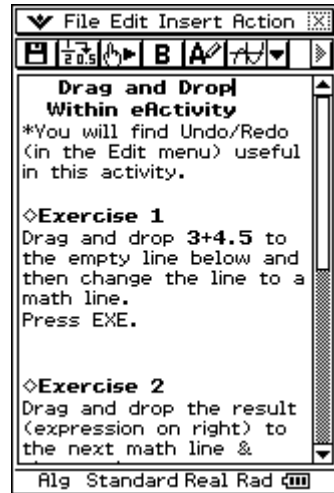 File Edit Insert Action
B A
Drag and Drop
Within eActivity
*You will find Undo/Redo
(in the Edit menu) useful
in this activity.
◇Exercise 1
Drag and drop 3+4.5 to
the empty line below and
then change the line to a
math line.
Press EXE.
◇Exercise 2
Drag and drop the result
(expression on right) to
the next math line &
Alg Standard Real Rad